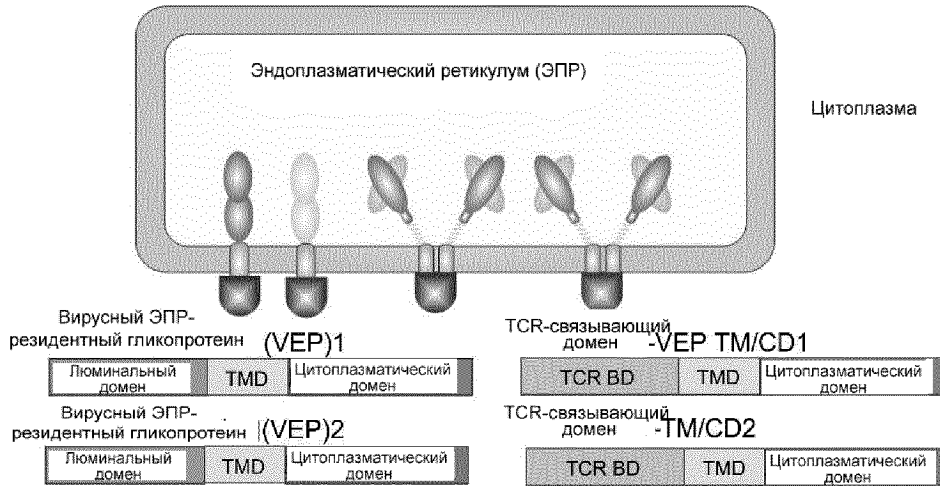 Эндоплазматический ретикулум (ЭПР)
Цитоплазма
Вирусный ЭПР-
резидентный гликопротеин (VEP)1
Люминальный
домен
TMD
Цитоплазматический
домен
Вирусный ЭПР-
резидентный гликопротеин (VEP)2
Люминальный
домен
TMD
Цитоплазматический
домен
TCR-связывающий
домен -VEP TM/CD1
TCR BD
TMD
Цитоплазматический
домен
TCR-связывающий
домен -TM/CD2
TCR BD
TMD
Цитоплазматический
домен